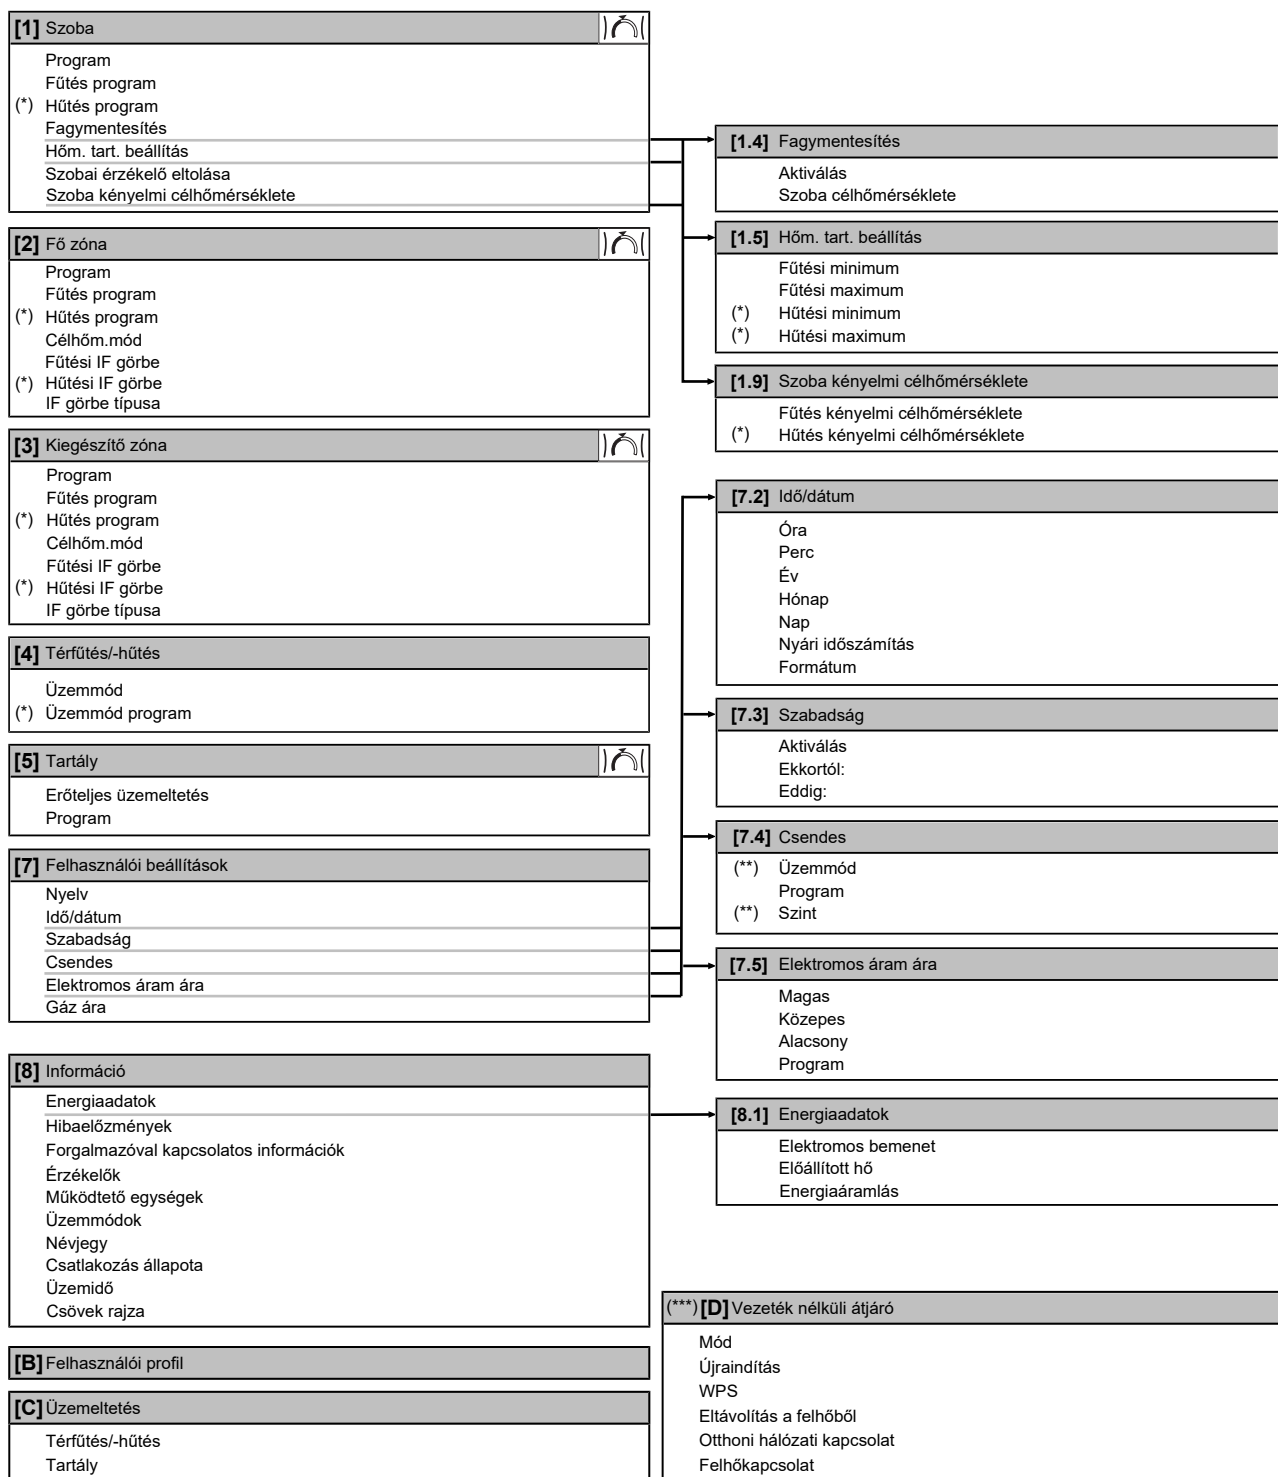 [1] Szoba
Program
Fűtés program
(*) Hűtés program
Fagymentesítés
Hőm. tart. beállítás
Szobai érzékelő eltolása
Szoba kényelmi célhőmérséklete
[2] Fő zóna
Program
Fűtés program
(*) Hűtés program
Célhőm.mód
Fűtési IF görbe
(*) Hűtési IF görbe
IF görbe típusa
[3] Kiegészítő zóna
Program
Fűtés program
(*) Hűtés program
Célhőm.mód
Fűtési IF görbe
(*) Hűtési IF görbe
IF görbe típusa
[4] Térfűtés/-hűtés
Üzemmód
(*) Üzemmód program
[5] Tartály
Erőteljes üzemeltetés
Program
[7] Felhasználói beállítások
Nyelv
Idő/dátum
Szabadság
Csendes
Elektromos áram ára
Gáz ára
[8] Információ
Energiaadatok
Hibaelőzmények
Forgalmazóval kapcsolatos információk
Érzékelők
Működtető egységek
Üzemmódok
Névjegy
Csatlakozás állapota
Üzemidő
Csövek rajza
[B] Felhasználói profil
[C] Üzemeltetés
Térfűtés/-hűtés
Tartály
[1.4] Fagymentesítés
Aktiválás
Szoba célhőmérséklete
[1.5] Hőm. tart. beállítás
Fűtési minimum
Fűtési maximum
(*) Hűtési minimum
(*) Hűtési maximum
[1.9] Szoba kényelmi célhőmérséklete
Fűtés kényelmi célhőmérséklete
(*) Hűtés kényelmi célhőmérséklete
[7.2] Idő/dátum
Óra
Perc
Év
Hónap
Nap
Nyári időszámítás
Formátum
[7.3] Szabadság
Aktiválás
Ekkortól:
Eddig:
[7.4] Csendes
(**) Üzemmód
Program
(**) Szint
[7.5] Elektromos áram ára
Magas
Közepes
Alacsony
Program
[8.1] Energiaadatok
Elektromos bemenet
Előállított hő
Energiaáramlás
(***) [D] Vezeték nélküli átjáró
Mód
Újraindítás
WPS
Eltávolítás a felhőből
Otthoni hálózati kapcsolat
Felhőkapcsolat